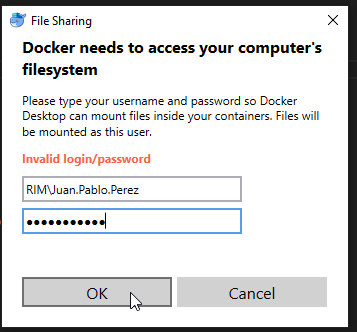 File Sharing
Docker needs to access your computer's
filesystem
Please type your username and password so Docker
Desktop can mount files inside your containers. Files will
be mounted as this user.
Invalid login/password
RIM\Juan.Pablo.Perez
●●●●●●●●●●●
OK
Cancel